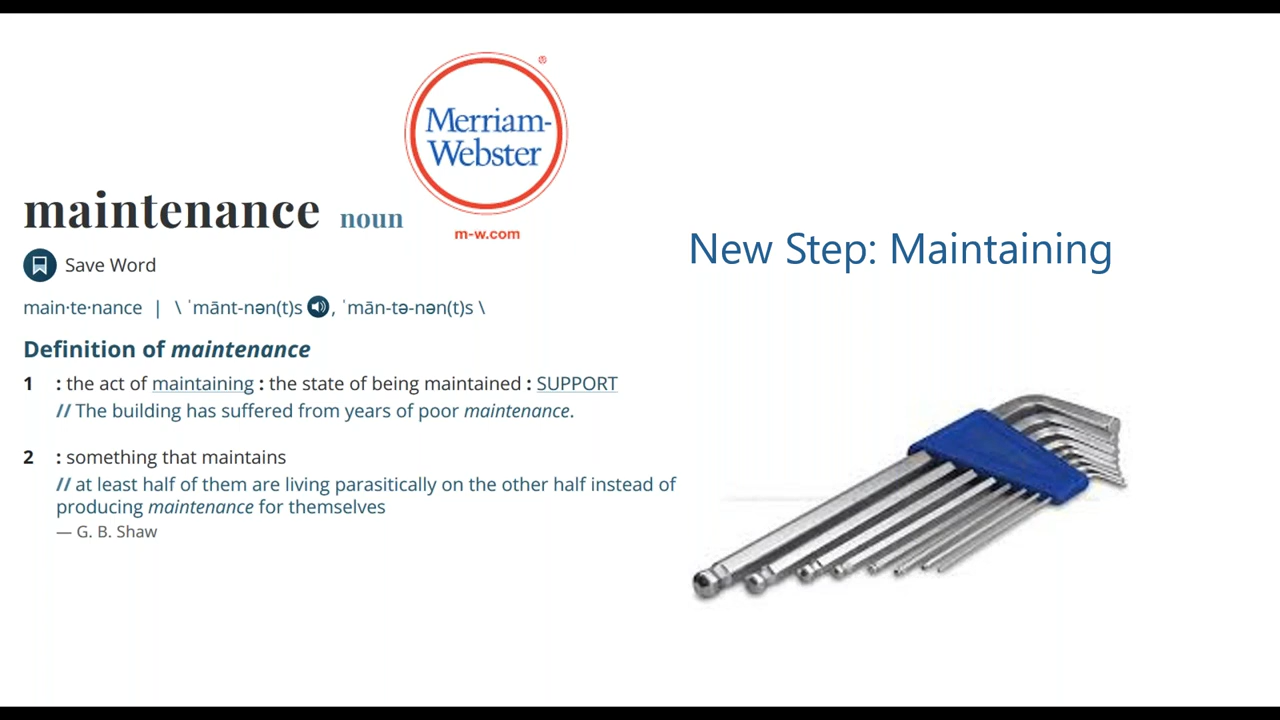 Merriam-
Webster
®
m-w.com
maintenance noun
Save Word
main·te·nance | \ ˈmānt-nən(t)s , ˈmān-tə-nən(t)s \
Definition of maintenance
1 : the act of maintaining : the state of being maintained : SUPPORT
// The building has suffered from years of poor maintenance.
2 : something that maintains
// at least half of them are living parasitically on the other half instead of
producing maintenance for themselves
— G. B. Shaw
New Step: Maintaining